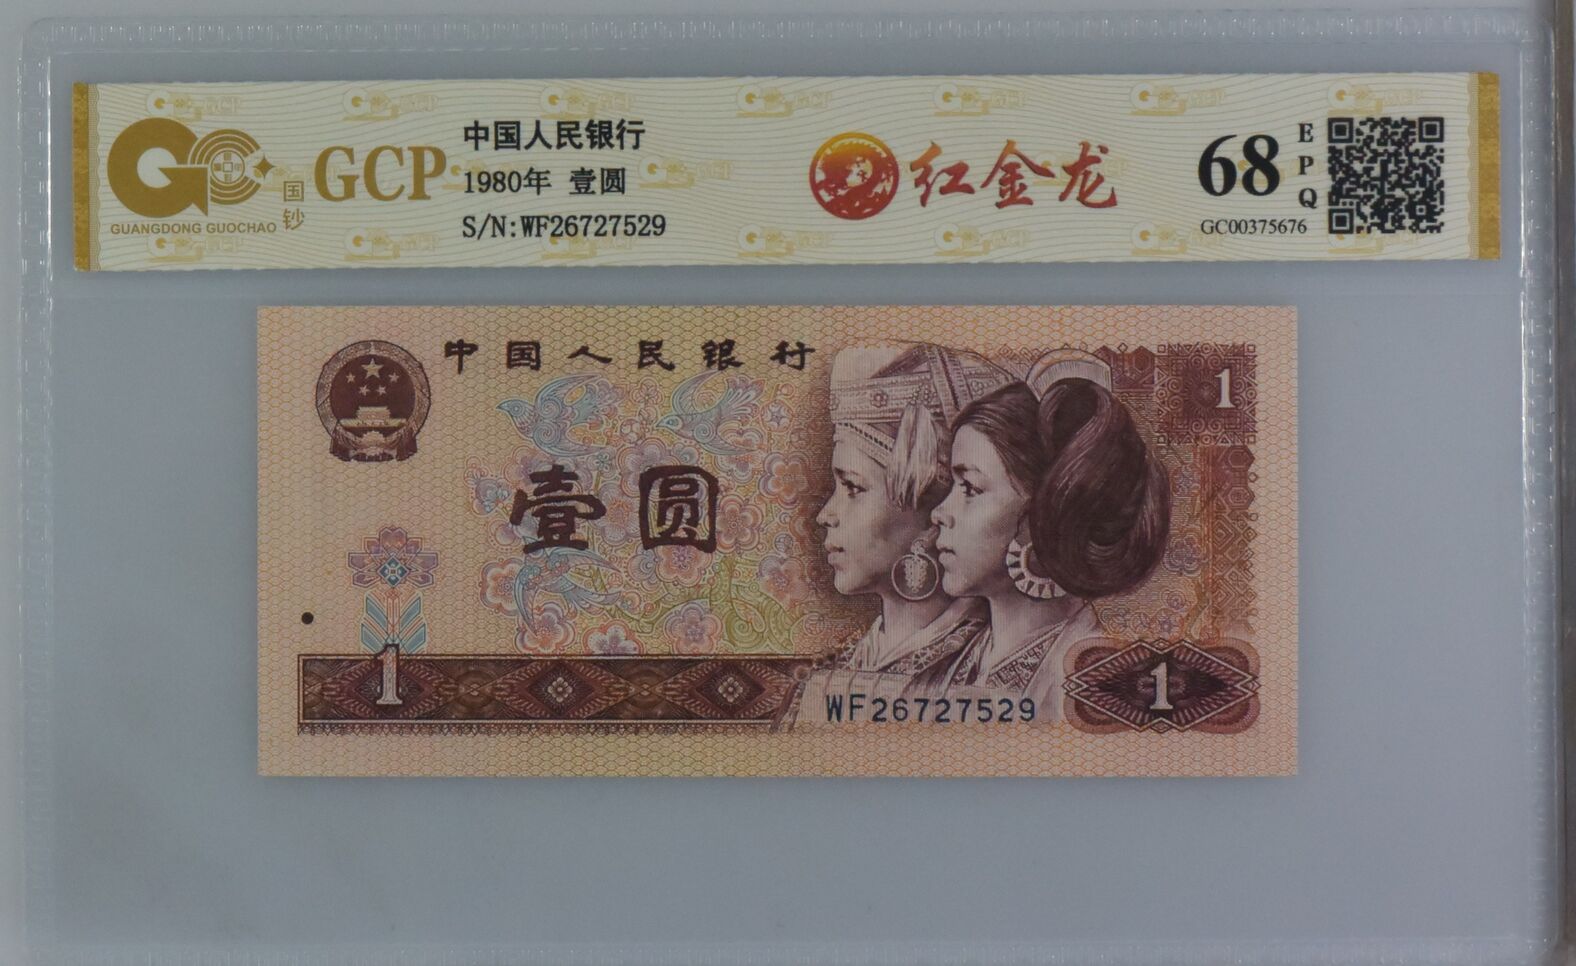 GCP
国钞
GUANGDONG GUOCHAO
中国人民银行
1980年 壹圆
S/N:WF26727529
红金龙
68
EPQ
GC00375676
中国人民银行
1
壹圆
1
WF26727529
1